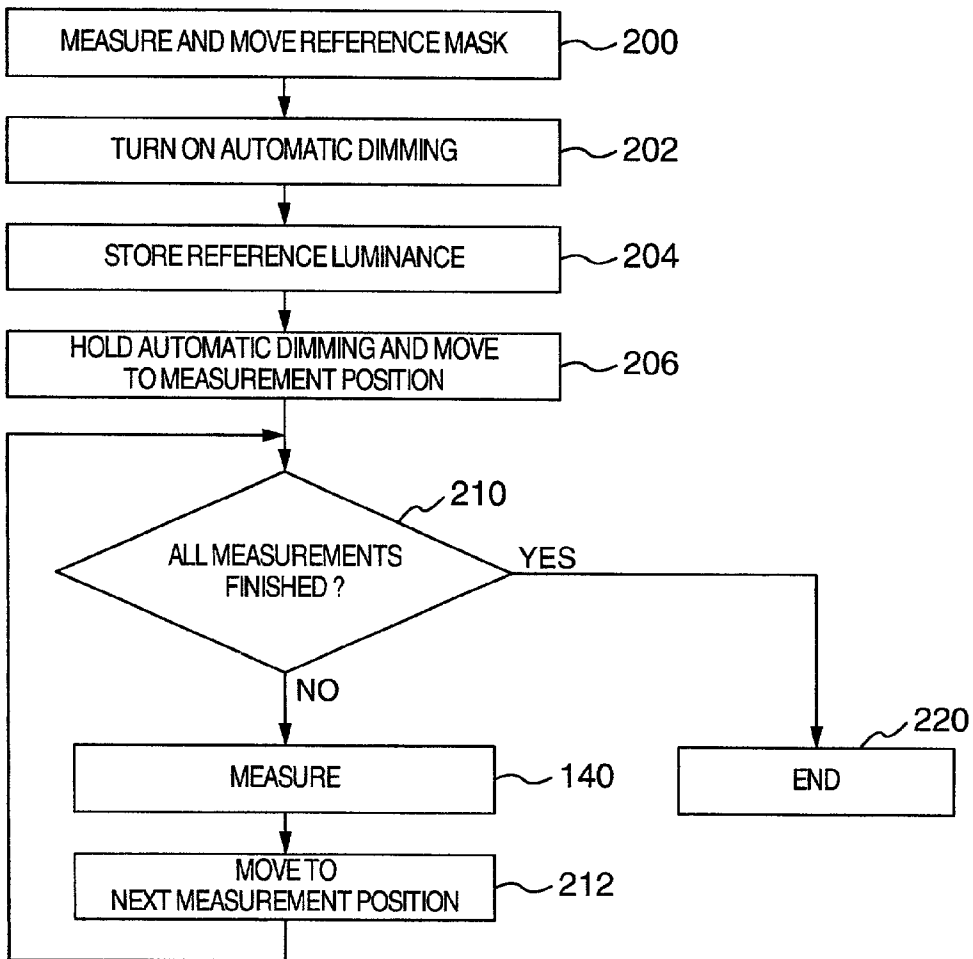 MEASURE AND MOVE REFERENCE MASK
200
TURN ON AUTOMATIC DIMMING
202
STORE REFERENCE LUMINANCE
204
HOLD AUTOMATIC DIMMING AND MOVE
TO MEASUREMENT POSITION
206
210
ALL MEASUREMENTS
FINISHED ?
YES
NO
220
MEASURE
140
END
MOVE TO
NEXT MEASUREMENT POSITION
212